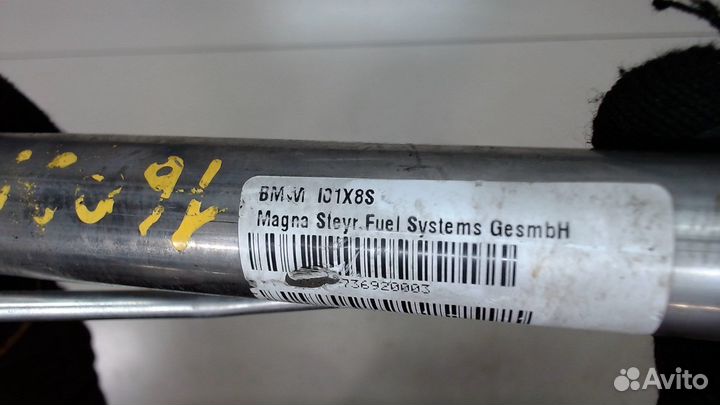 BMW I01X8S
Magna Steyr Fuel Systems GesmbH
736920003
Avito